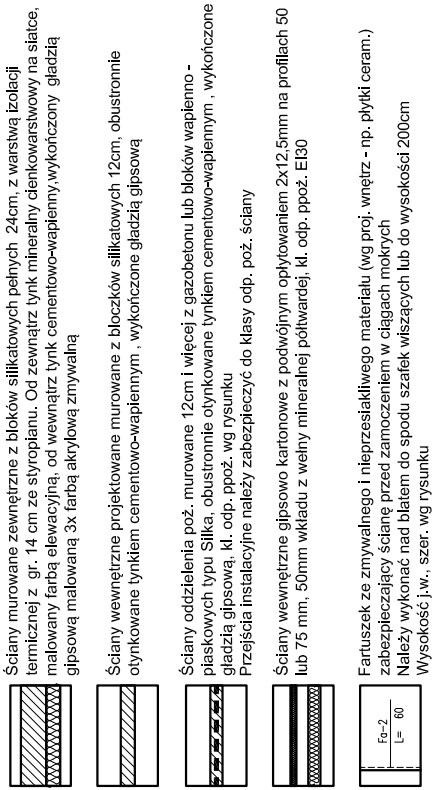 Ściany murowane zewnętrzne z bloków silikatowych pełnych 24cm, z warstwą izolacji
termicznej z gr. 14 cm ze styropianu. Od zewnątrz tynk mineralny cienkowarstwowy na siatce,
malowany farbą elewacyjną, od wewnątrz tynk cementowo-wapienny,wykończony gładzią
gipsową malowaną 3x farbą akrylową zmywalną
Ściany wewnętrzne projektowane murowane z bloczków silikatowych 12cm, obustronnie
otynkowane tynkiem cementowo-wapiennym , wykończone gładzią gipsową
Ściany oddzielenia poż. murowane 12cm i więcej z gazobetonu lub bloków wapienno -
piaskowych typu Silka, obustronnie otynkowane tynkiem cementowo-wapiennym , wykończone
gładzią gipsową, kl. odp. ppoż. wg rysunku
Przejścia instalacyjne należy zabezpieczyć do klasy odp. poż. ściany
Ściany wewnętrzne gipsowo kartonowe z podwójnym opłytowaniem 2x12,5mm na profilach 50
lub 75 mm, 50mm wkładu z wełny mineralnej półtwardej, kl. odp. ppoż. EI30
Fa-2
L= 60
Fartuszek ze zmywalnego i nieprzesiakliwego materiału (wg proj. wnętrz - np. płytki ceram.)
zabezpieczający ścianę przed zamoczeniem w ciągach mokrych
Należy wykonać nad blatem do spodu szafek wiszących lub do wysokości 200cm
Wysokość j.w., szer. wg rysunku